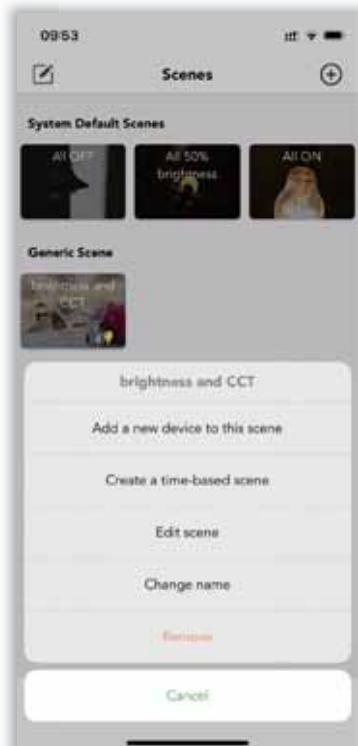 09:53
Scenes
System Default Scenes
All OFF
All 50%
brightness
All ON
Generic Scene
brightness and
CCT
brightness and CCT
Add a new device to this scene
Create a time-based scene
Edit scene
Change name
Remove
Cancel